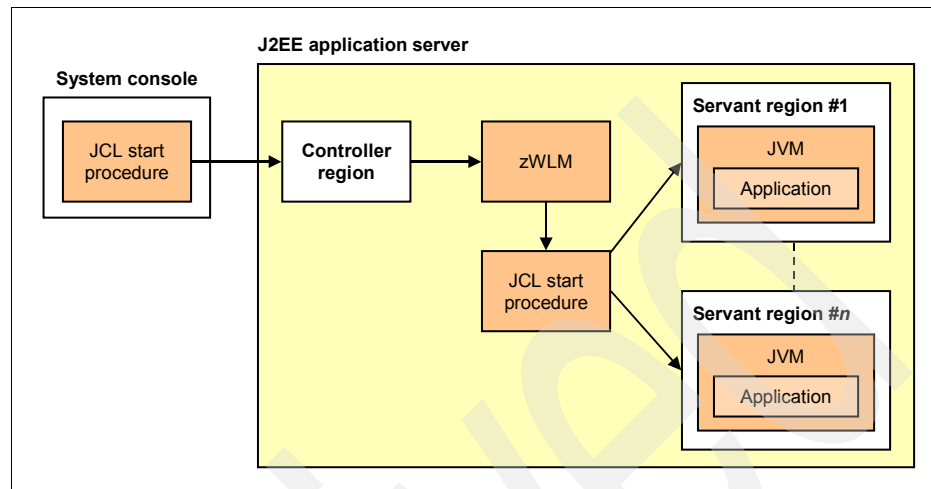 J2EE application server
System console
JCL start
procedure
Controller
region
zWLM
JCL start
procedure
Servant region #1
JVM
Application
Servant region #n
JVM
Application